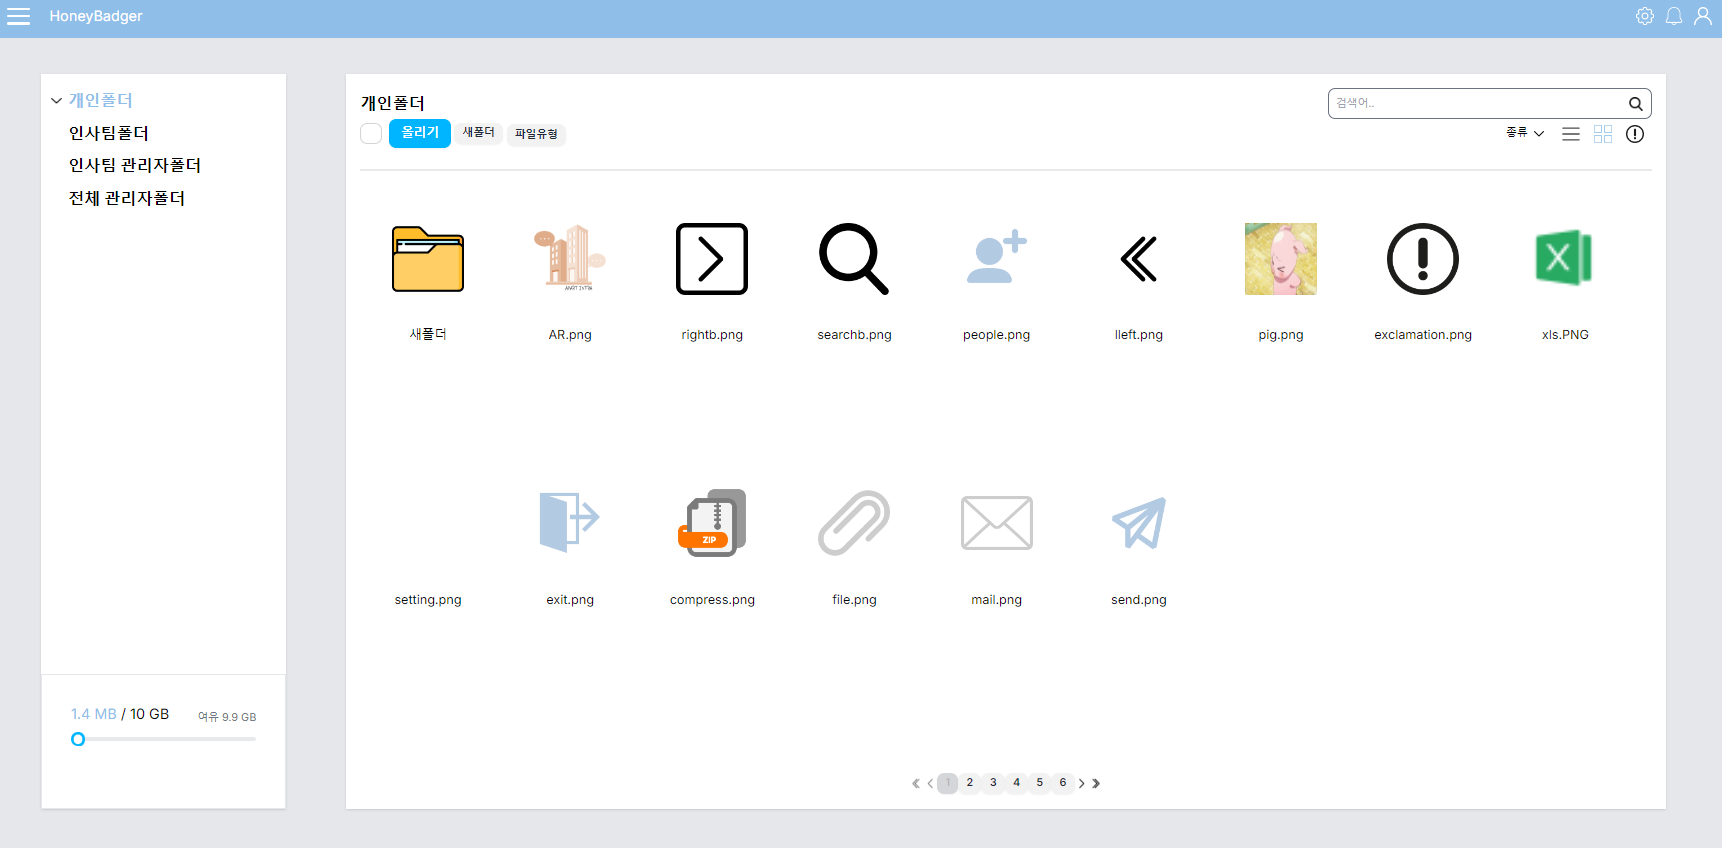 HoneyBadger
개인폴더
인사팀폴더
인사팀 관리자폴더
전체 관리자폴더
1.4 MB / 10 GB 여유 9.9 GB
개인폴더
검색어..
올리기 새폴더 파일유형
종류
새폴더 AR.png rightb.png searchb.png people.png lleft.png pig.png exclamation.png xls.PNG
ZIP
setting.png exit.png compress.png file.png mail.png send.png
1 2 3 4 5 6